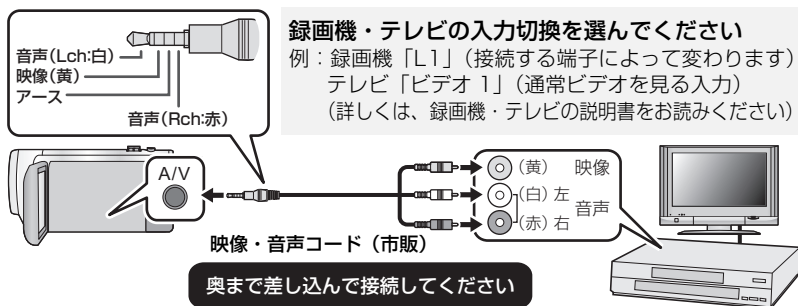 録画機・テレビの入力切換を選んでください
例：録画機「L1」（接続する端子によって変わります）
テレビ「ビデオ 1」（通常ビデオを見る入力）
（詳しくは、録画機・テレビの説明書をお読みください）
音声（Lch:白）
映像（黄）
アース
音声（Rch:赤）
A/V
（黄） 映像
（白） 左
音声
（赤） 右
映像・音声コード（市販）
奥まで差し込んで接続してください